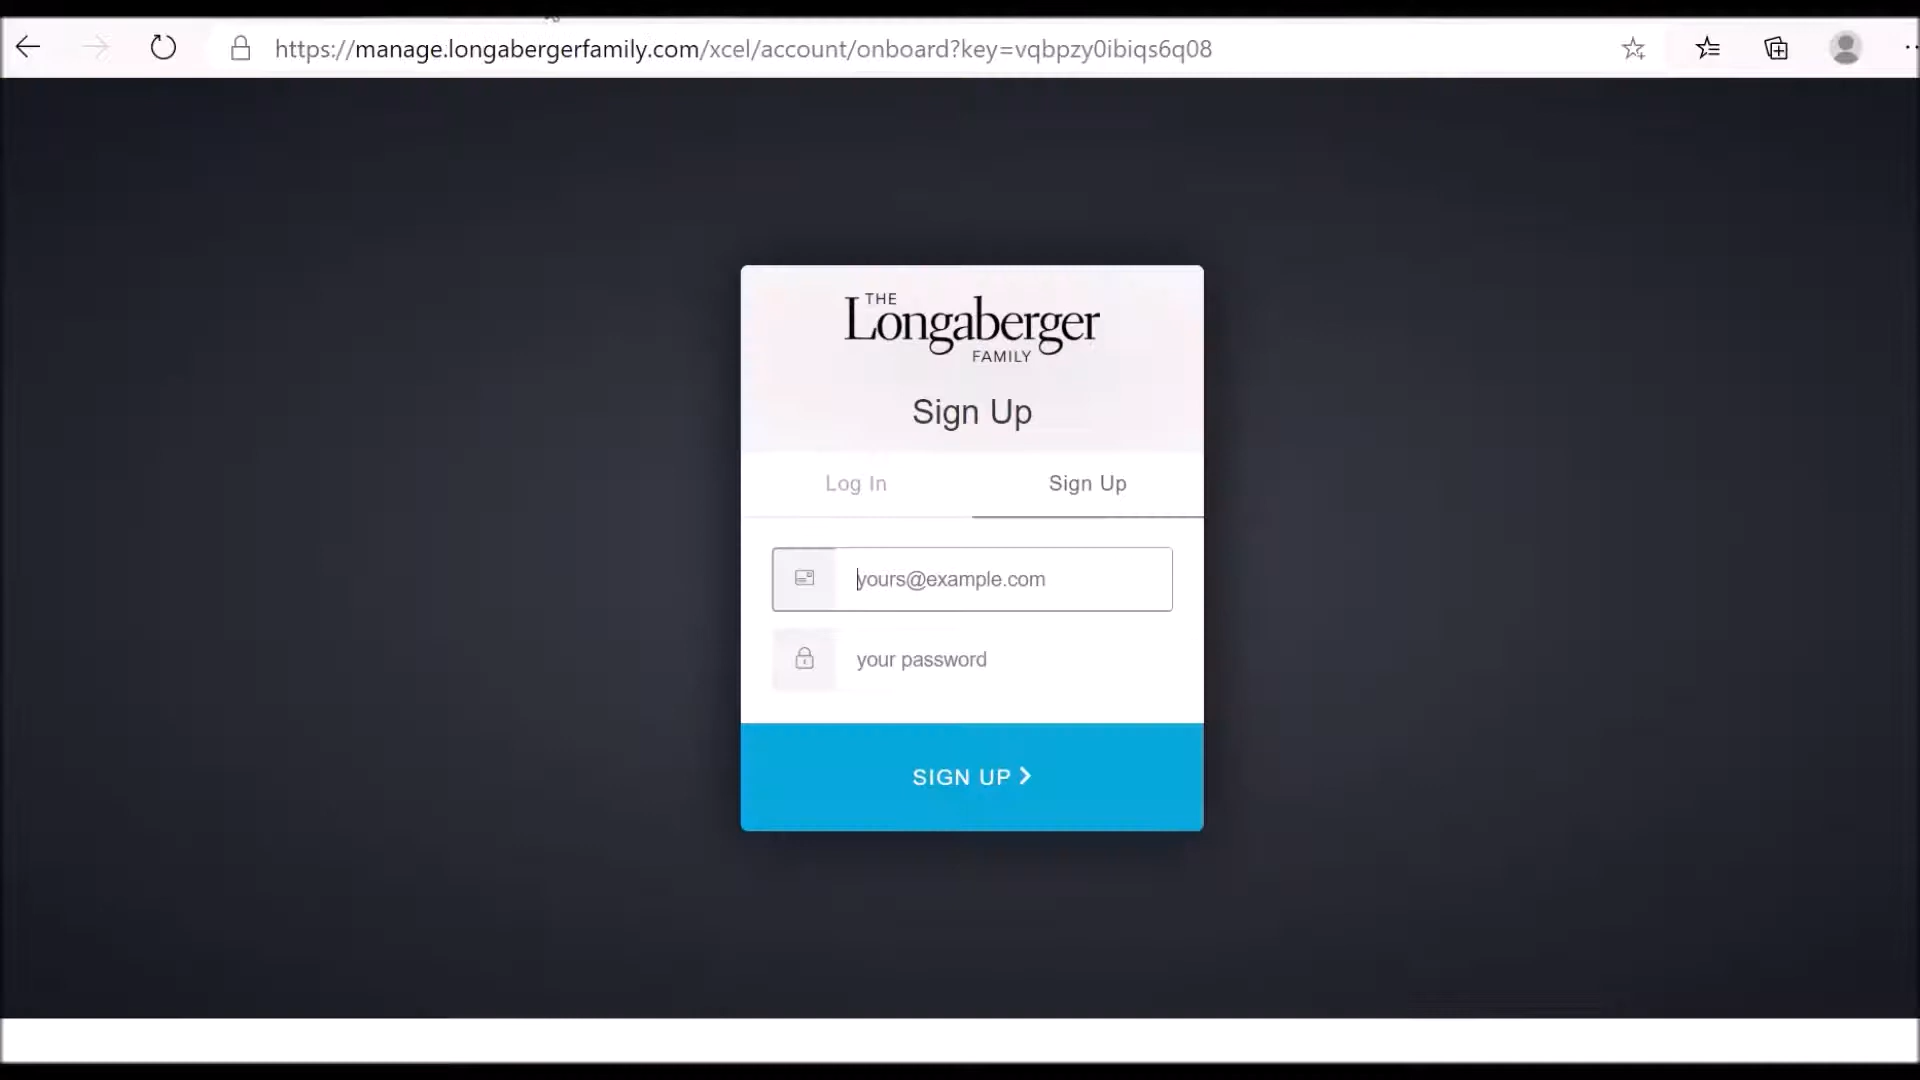 https://manage.longabergerfamily.com/xcel/account/onboard?key=vqbpzy0ibiqs6q08
THE
Longaberger
FAMILY
Sign Up
Log In
Sign Up
yours@example.com
your password
SIGN UP